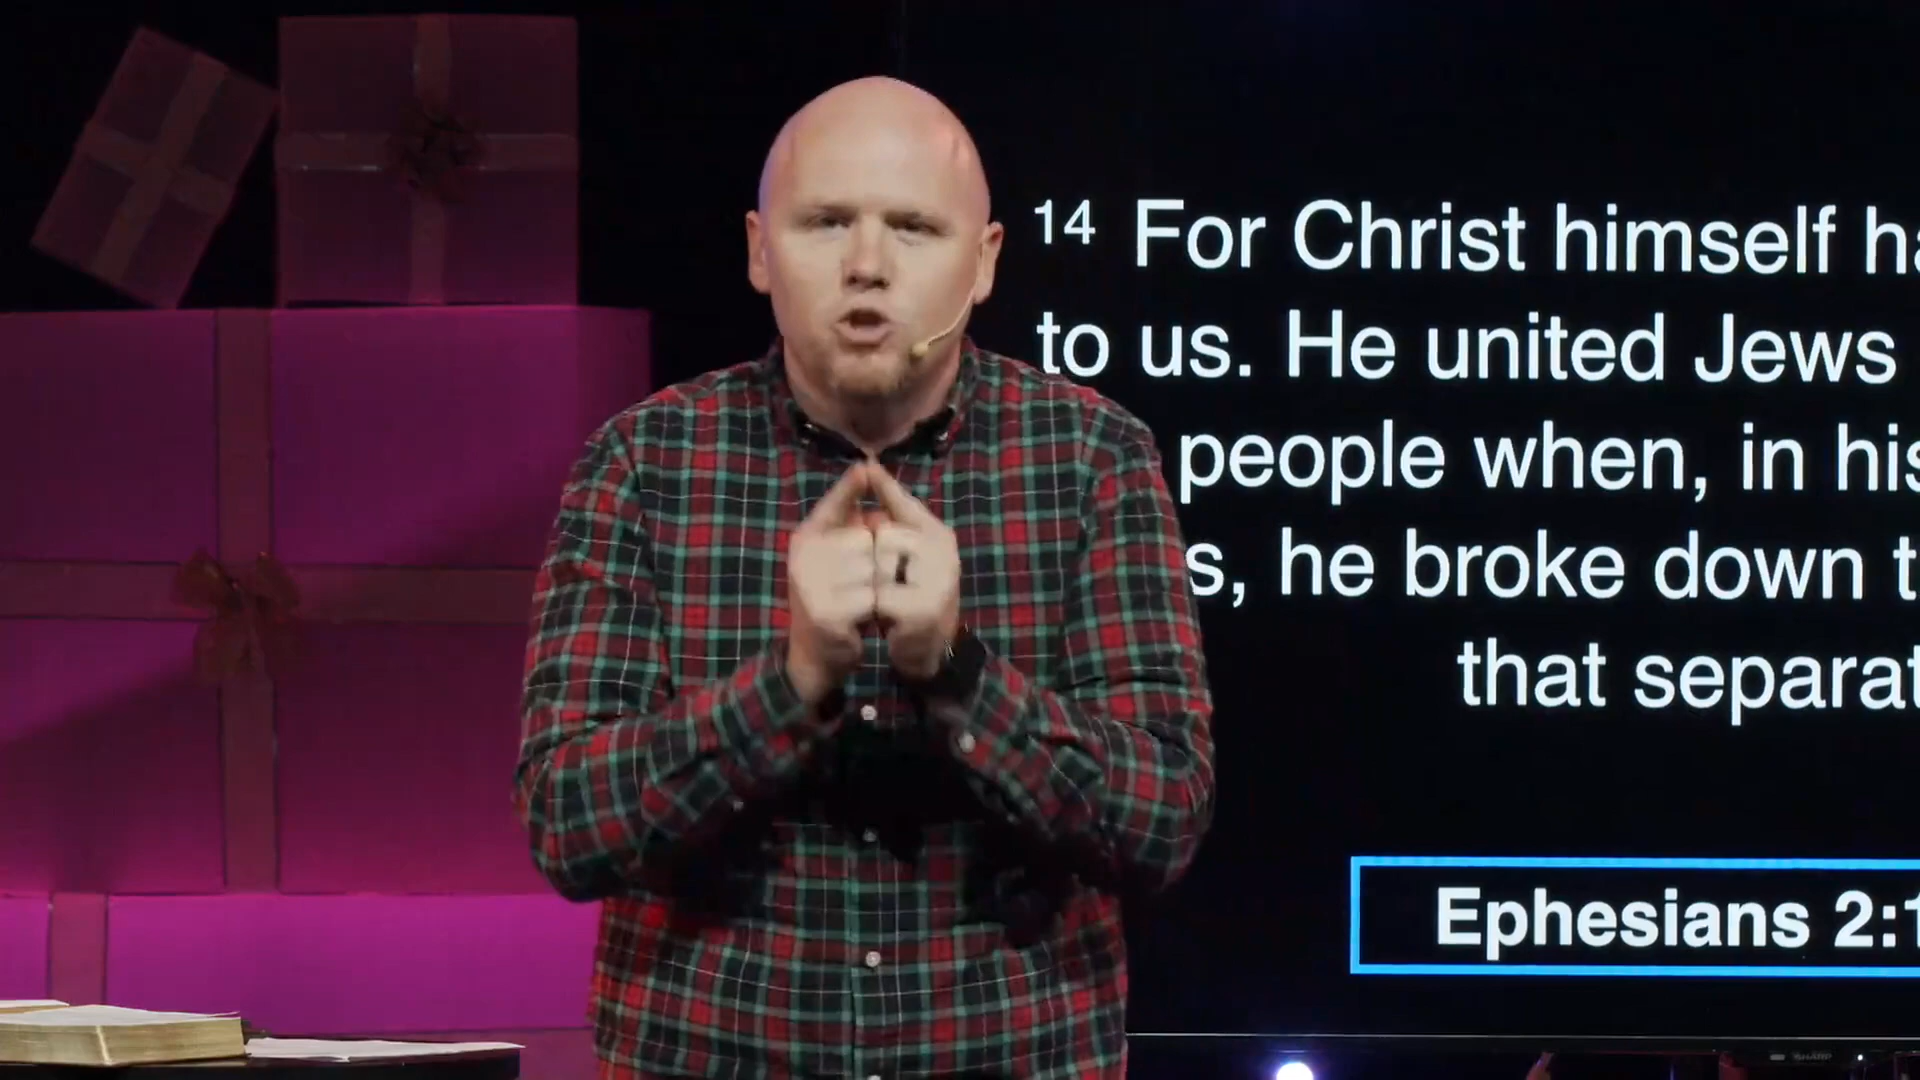 14 For Christ himself ha
to us. He united Jews
people when, in his
s, he broke down t
that separat
Ephesians 2:1
SHARP